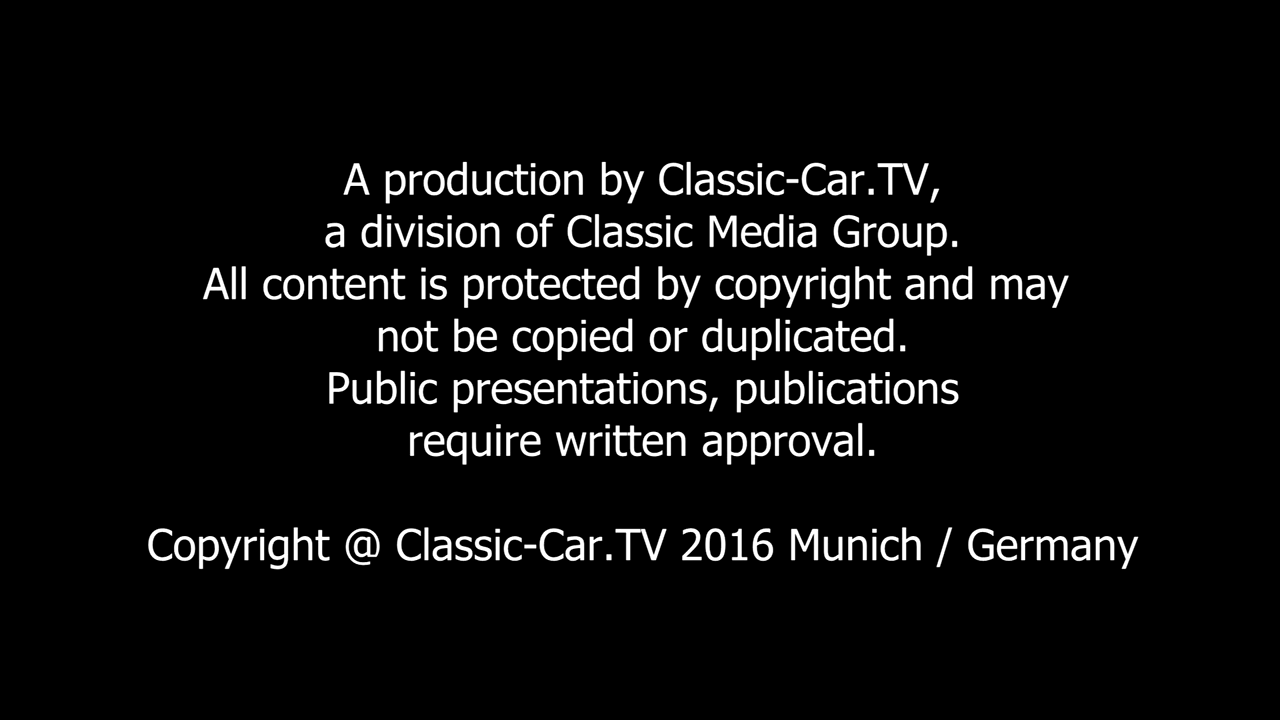 A production by Classic-Car.TV,
a division of Classic Media Group.
All content is protected by copyright and may
not be copied or duplicated.
Public presentations, publications
require written approval.
Copyright @ Classic-Car.TV 2016 Munich / Germany